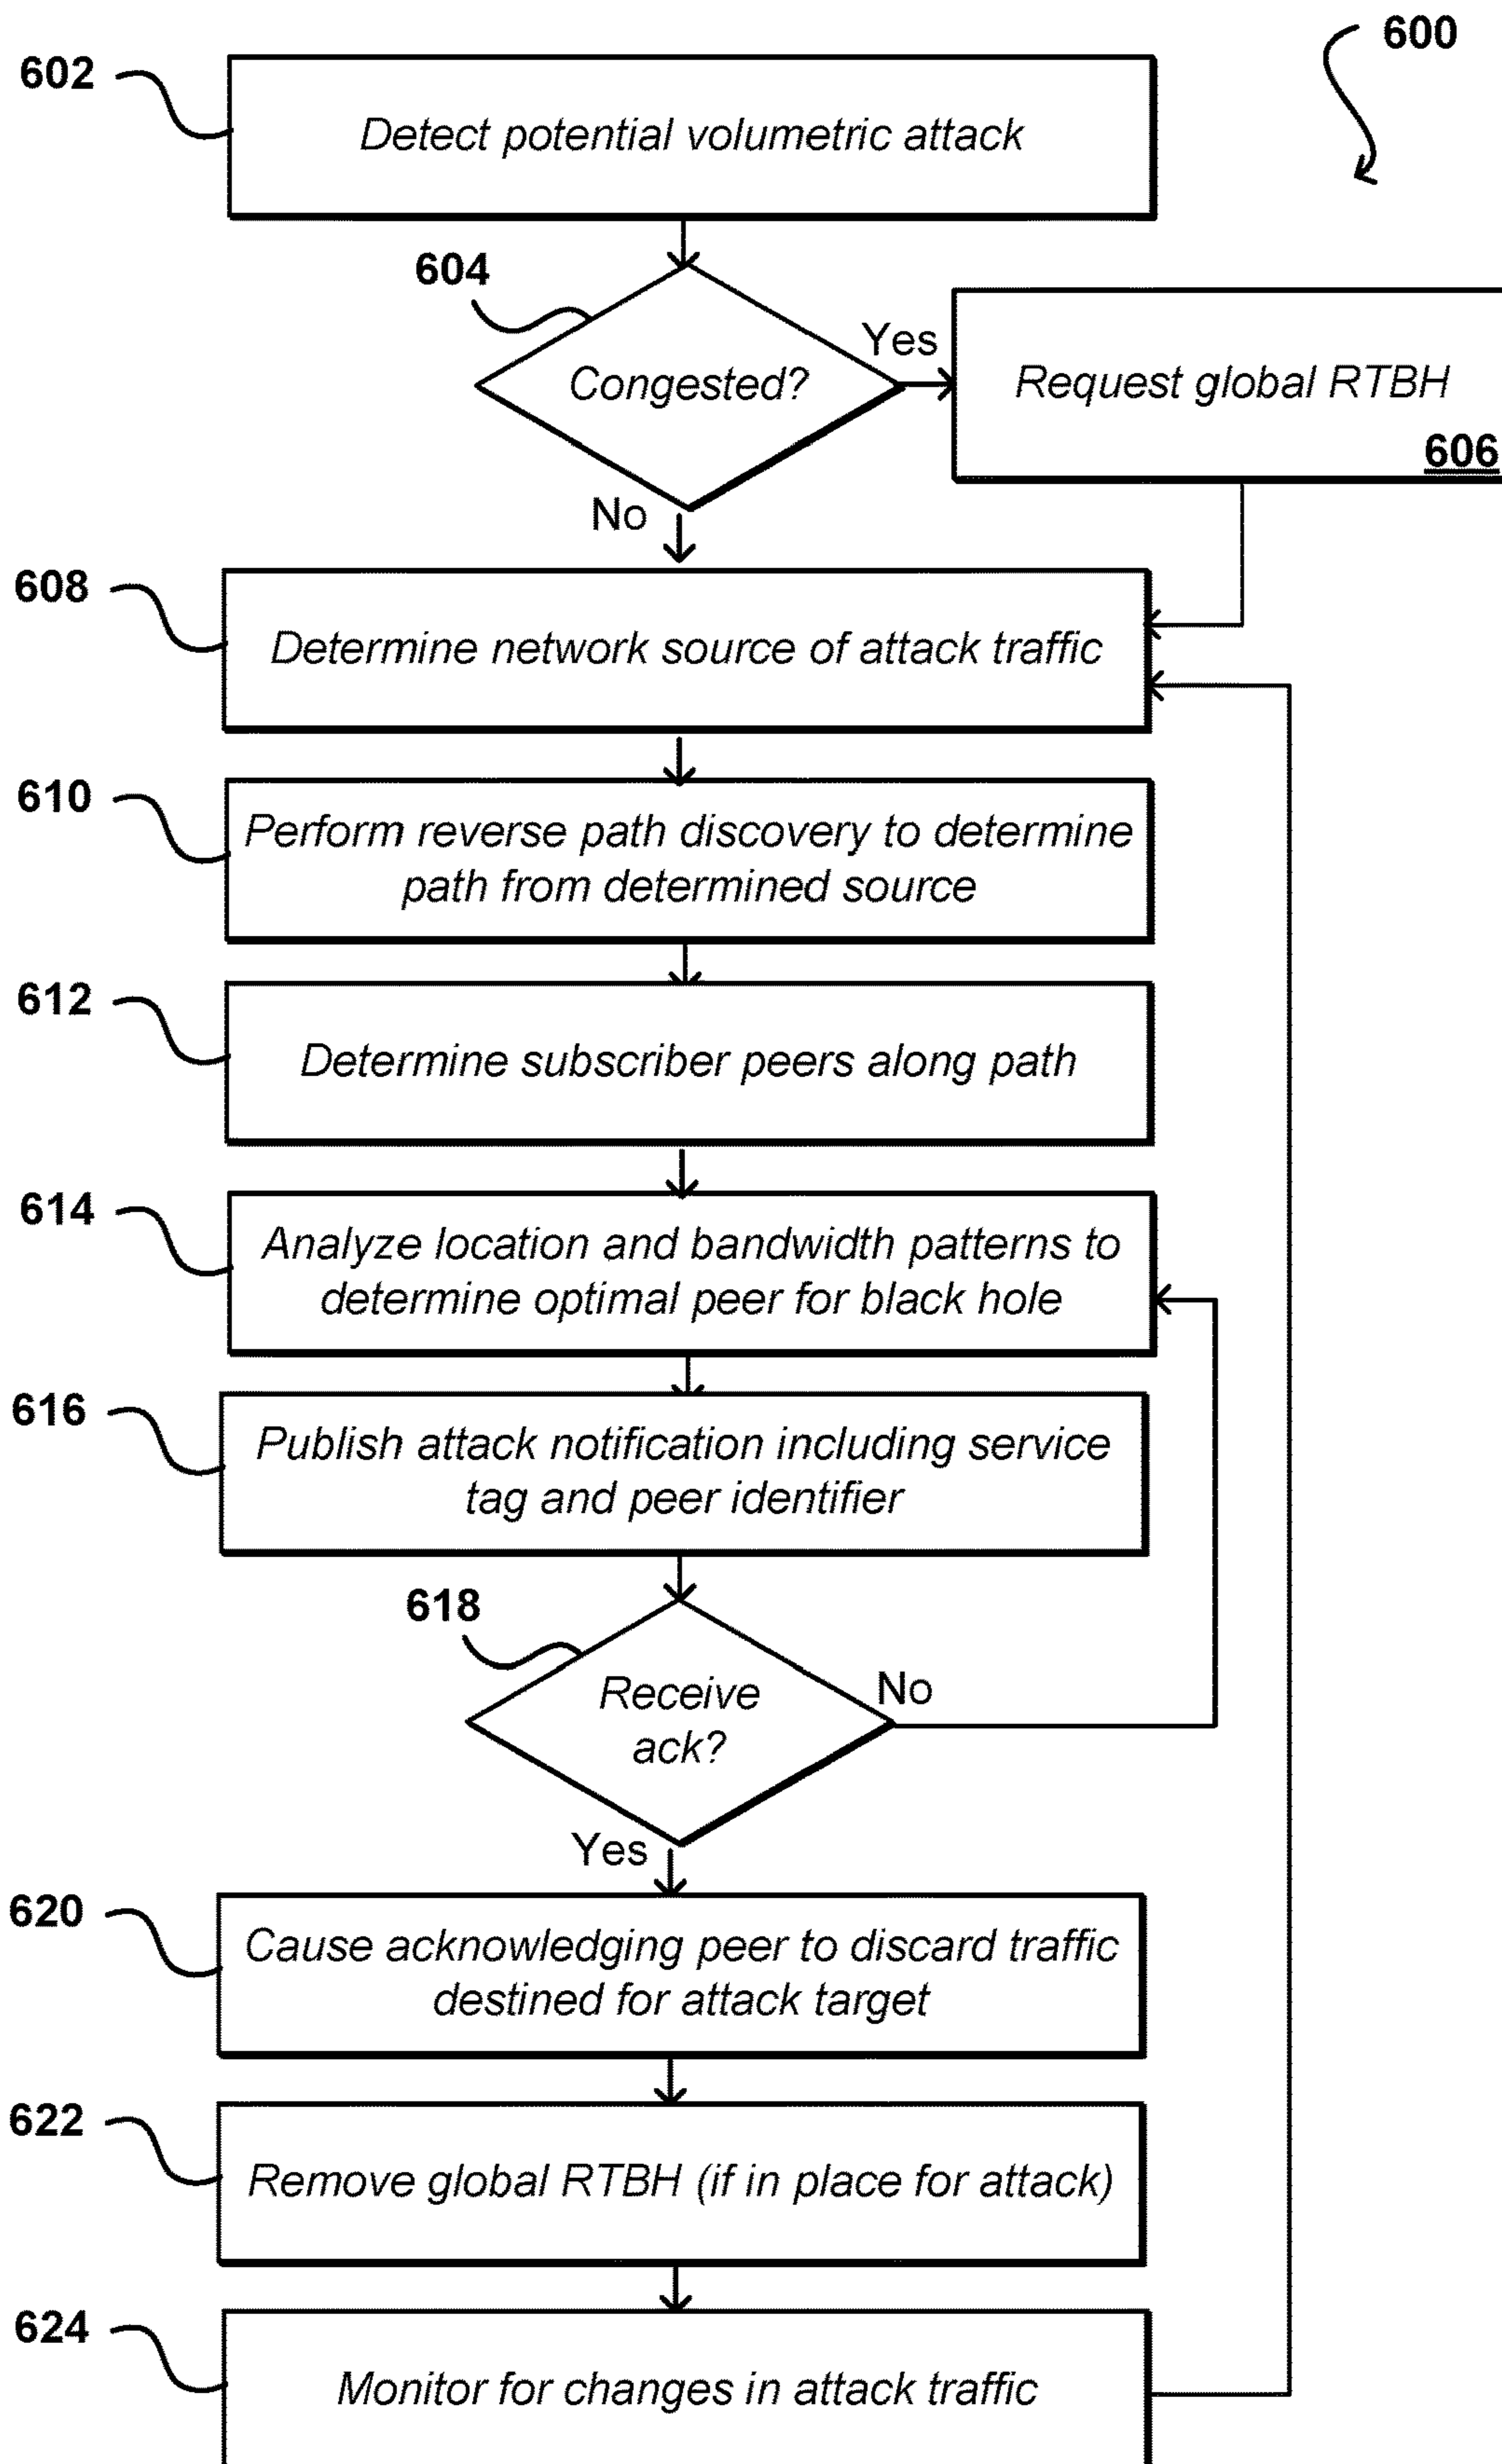 600
602
Detect potential volumetric attack
604
Congested?
Yes
Request global RTBH
606
No
608
Determine network source of attack traffic
610
Perform reverse path discovery to determine
path from determined source
612
Determine subscriber peers along path
614
Analyze location and bandwidth patterns to
determine optimal peer for black hole
616
Publish attack notification including service
tag and peer identifier
618
Receive
ack?
No
Yes
620
Cause acknowledging peer to discard traffic
destined for attack target
622
Remove global RTBH (if in place for attack)
624
Monitor for changes in attack traffic